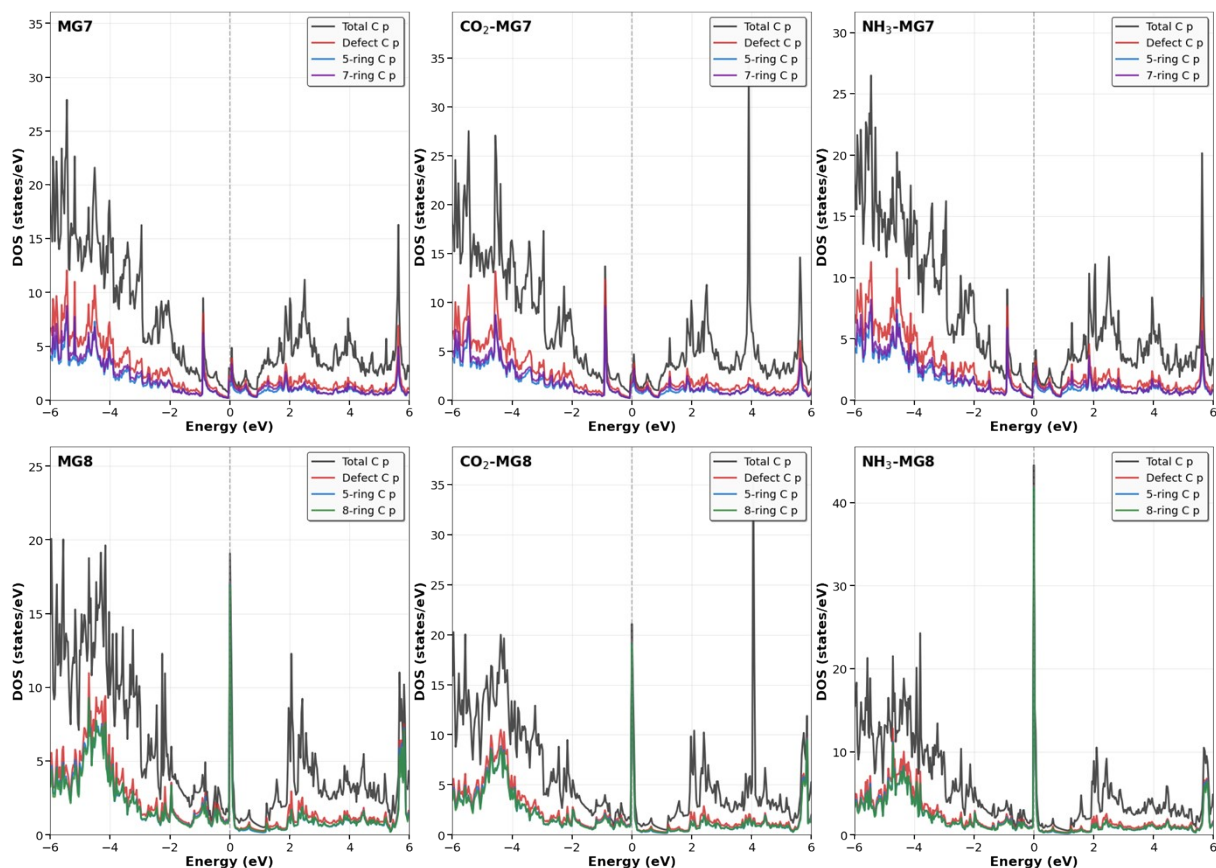 MG7
Total C p
Defect C p
5-ring C p
7-ring C p
DOS (states/eV)
35
30
25
20
15
10
5
0
−6 −4 −2 0 2 4 6
Energy (eV)
CO₂-MG7
Total C p
Defect C p
5-ring C p
7-ring C p
DOS (states/eV)
35
30
25
20
15
10
5
0
−6 −4 −2 0 2 4 6
Energy (eV)
NH₃-MG7
Total C p
Defect C p
5-ring C p
7-ring C p
DOS (states/eV)
30
25
20
15
10
5
0
−6 −4 −2 0 2 4 6
Energy (eV)
MG8
Total C p
Defect C p
5-ring C p
8-ring C p
DOS (states/eV)
25
20
15
10
5
0
−6 −4 −2 0 2 4 6
Energy (eV)
CO₂-MG8
Total C p
Defect C p
5-ring C p
8-ring C p
DOS (states/eV)
35
30
25
20
15
10
5
0
−6 −4 −2 0 2 4 6
Energy (eV)
NH₃-MG8
Total C p
Defect C p
5-ring C p
8-ring C p
DOS (states/eV)
40
30
20
10
0
−6 −4 −2 0 2 4 6
Energy (eV)